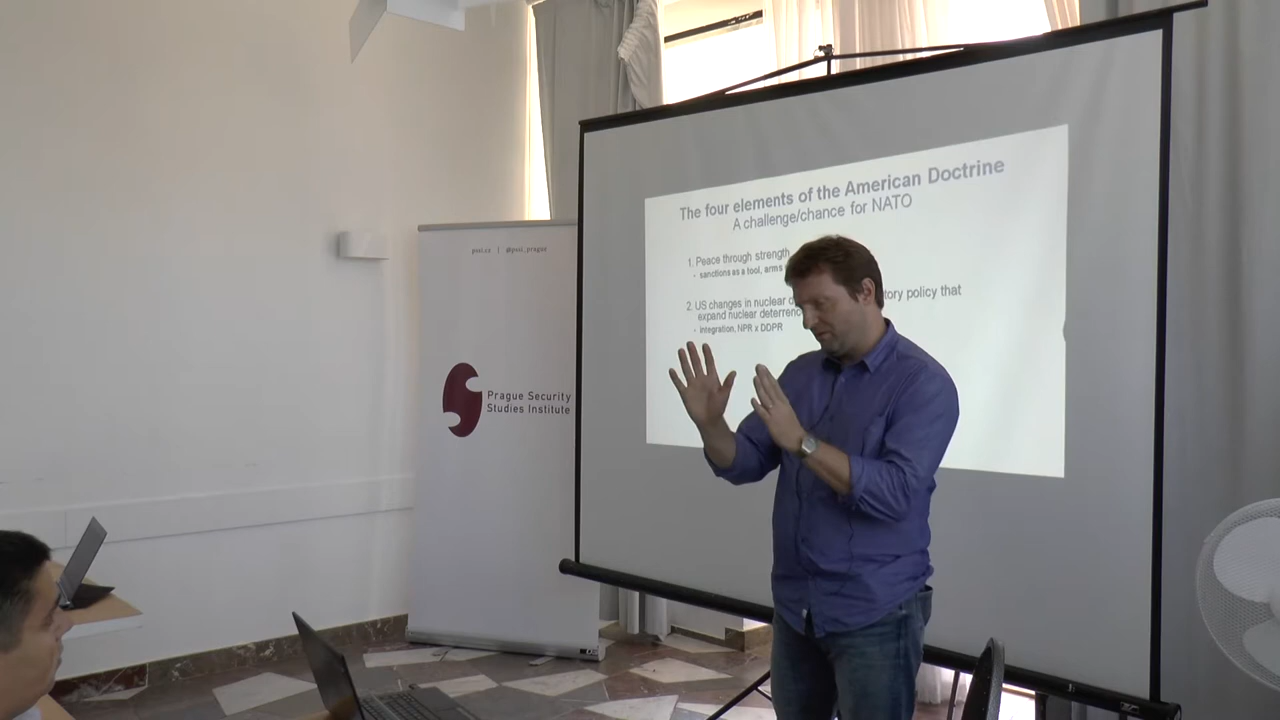 psss.cz | @pssi_prague
Prague Security
Studies Institute
The four elements of the American Doctrine
A challenge/chance for NATO
1. Peace through strength
- sanctions as a tool, arms
2. US changes in nuclear tory policy that
expand nuclear deterrenc
- Integration, NPR x DDPR